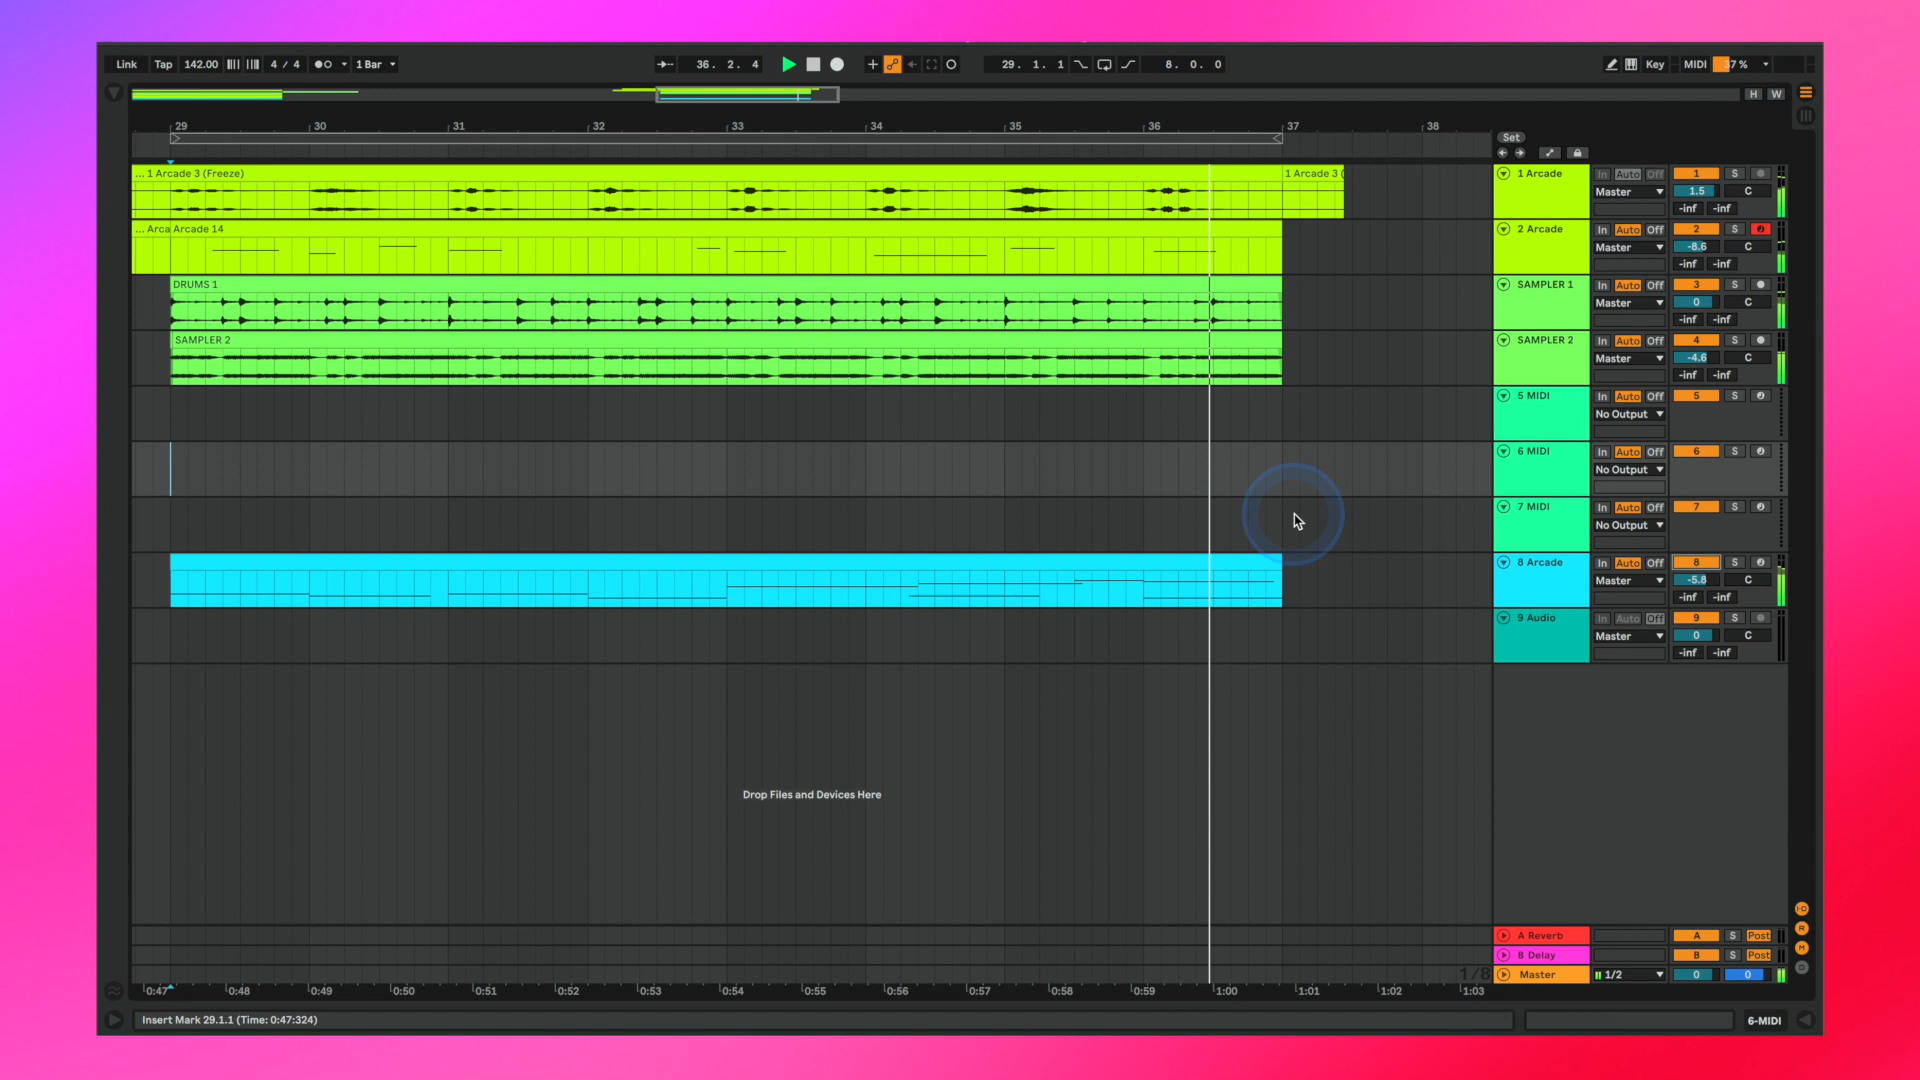 Link Tap 142.00 4 / 4 1 Bar 36. 2. 4 29. 1. 1 8. 0. 0 Key MIDI 37 %
H W
29 30 31 32 33 34 35 36 37 38
Set
... 1 Arcade 3 (Freeze) 1 Arcade 3 ( 1 Arcade In Auto Off 1 S
Master 1.5 C
-inf -inf
... Arca Arcade 14 2 Arcade In Auto Off 2 S
Master -8.6 C
-inf -inf
DRUMS 1 SAMPLER 1 In Auto Off 3 S
Master 0 C
-inf -inf
SAMPLER 2 SAMPLER 2 In Auto Off 4 S
Master -4.6 C
-inf -inf
5 MIDI In Auto Off 5 S
No Output
6 MIDI In Auto Off 6 S
No Output
7 MIDI In Auto Off 7 S
No Output
8 Arcade In Auto Off 8 S
Master -5.8 C
-inf -inf
9 Audio In Auto Off 9 S
Master 0 C
-inf -inf
Drop Files and Devices Here
I·O
R
M
D
A Reverb A S Post
B Delay B S Post
1/8 Master 1/2 0 0
0:47 0:48 0:49 0:50 0:51 0:52 0:53 0:54 0:55 0:56 0:57 0:58 0:59 1:00 1:01 1:02 1:03
Insert Mark 29.1.1 (Time: 0:47:324) 6-MIDI